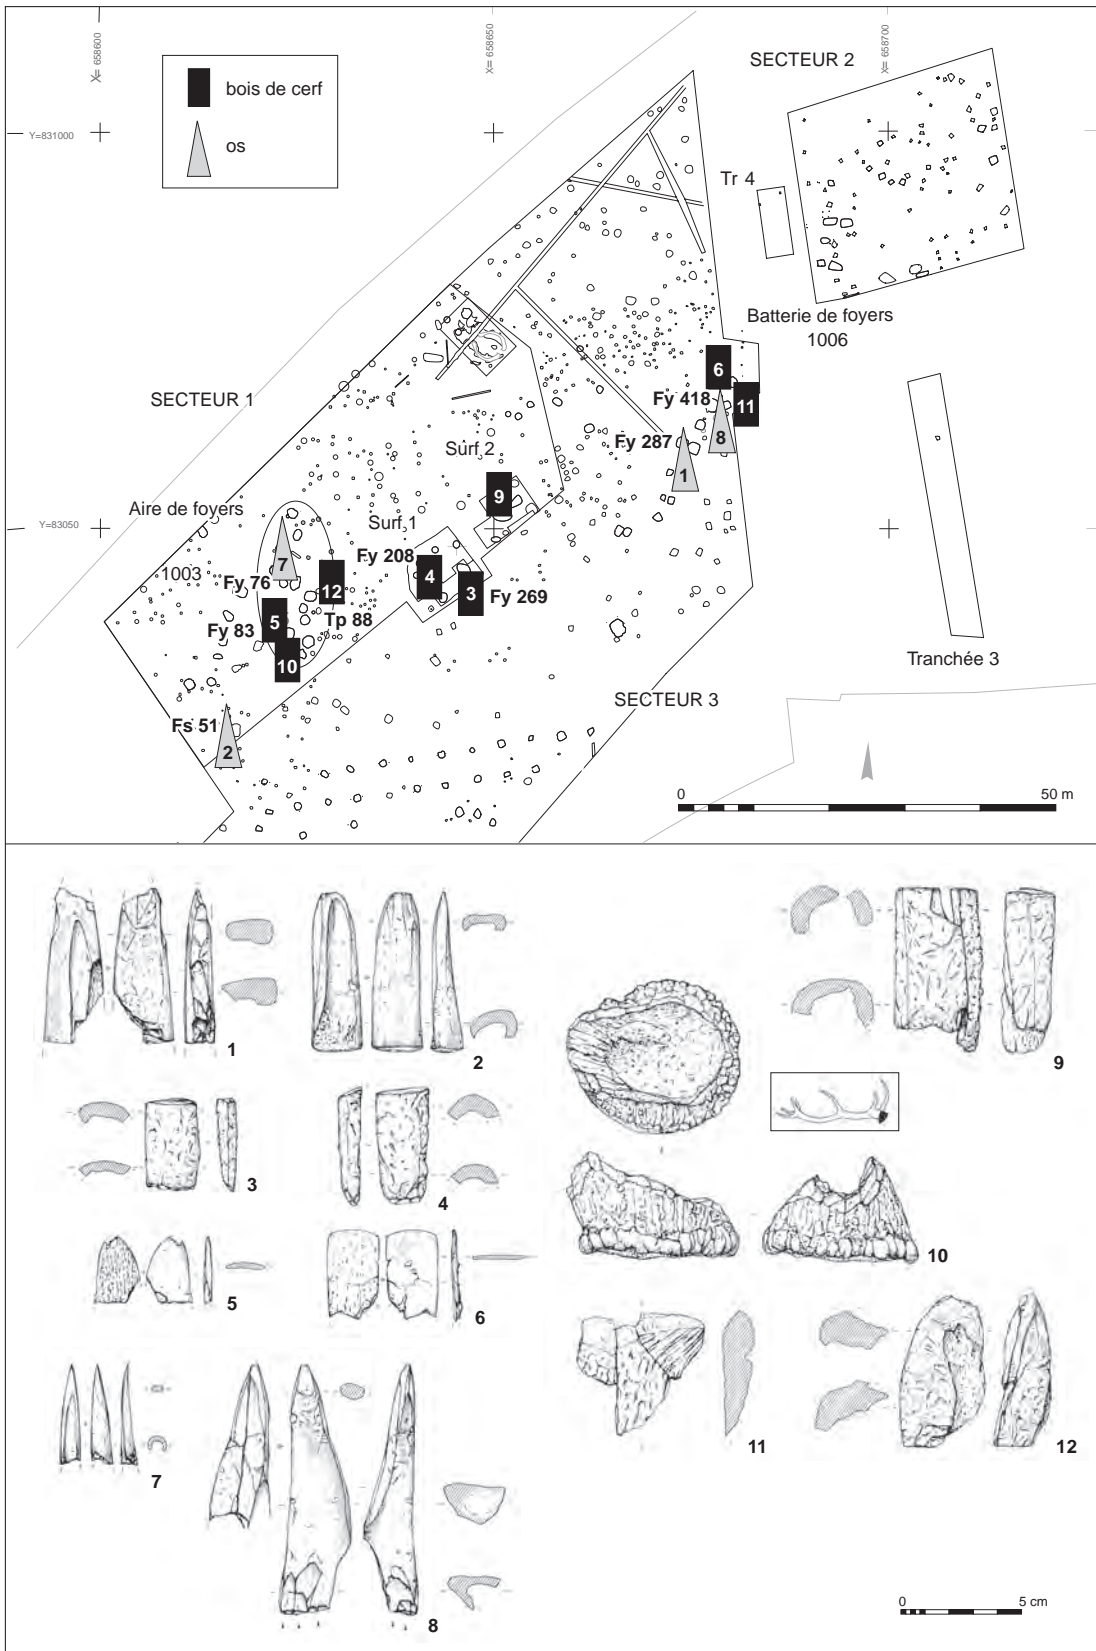 X= 658600
X= 658650
X= 658700
SECTEUR 2
bois de cerf
os
Y=831000
Tr 4
Batterie de foyers
1006
SECTEUR 1
6
Fy 418
11
8
Fy 287
1
Surf 2
9
Aire de foyers
Y=83050
Surf 1
7
Fy 208
1003
4
Fy 76
12
3
Fy 269
5
Tp 88
Fy 83
10
Tranchée 3
SECTEUR 3
Fs 51
2
0
50 m
1
2
9
3
4
10
5
6
11
12
7
8
0
5 cm